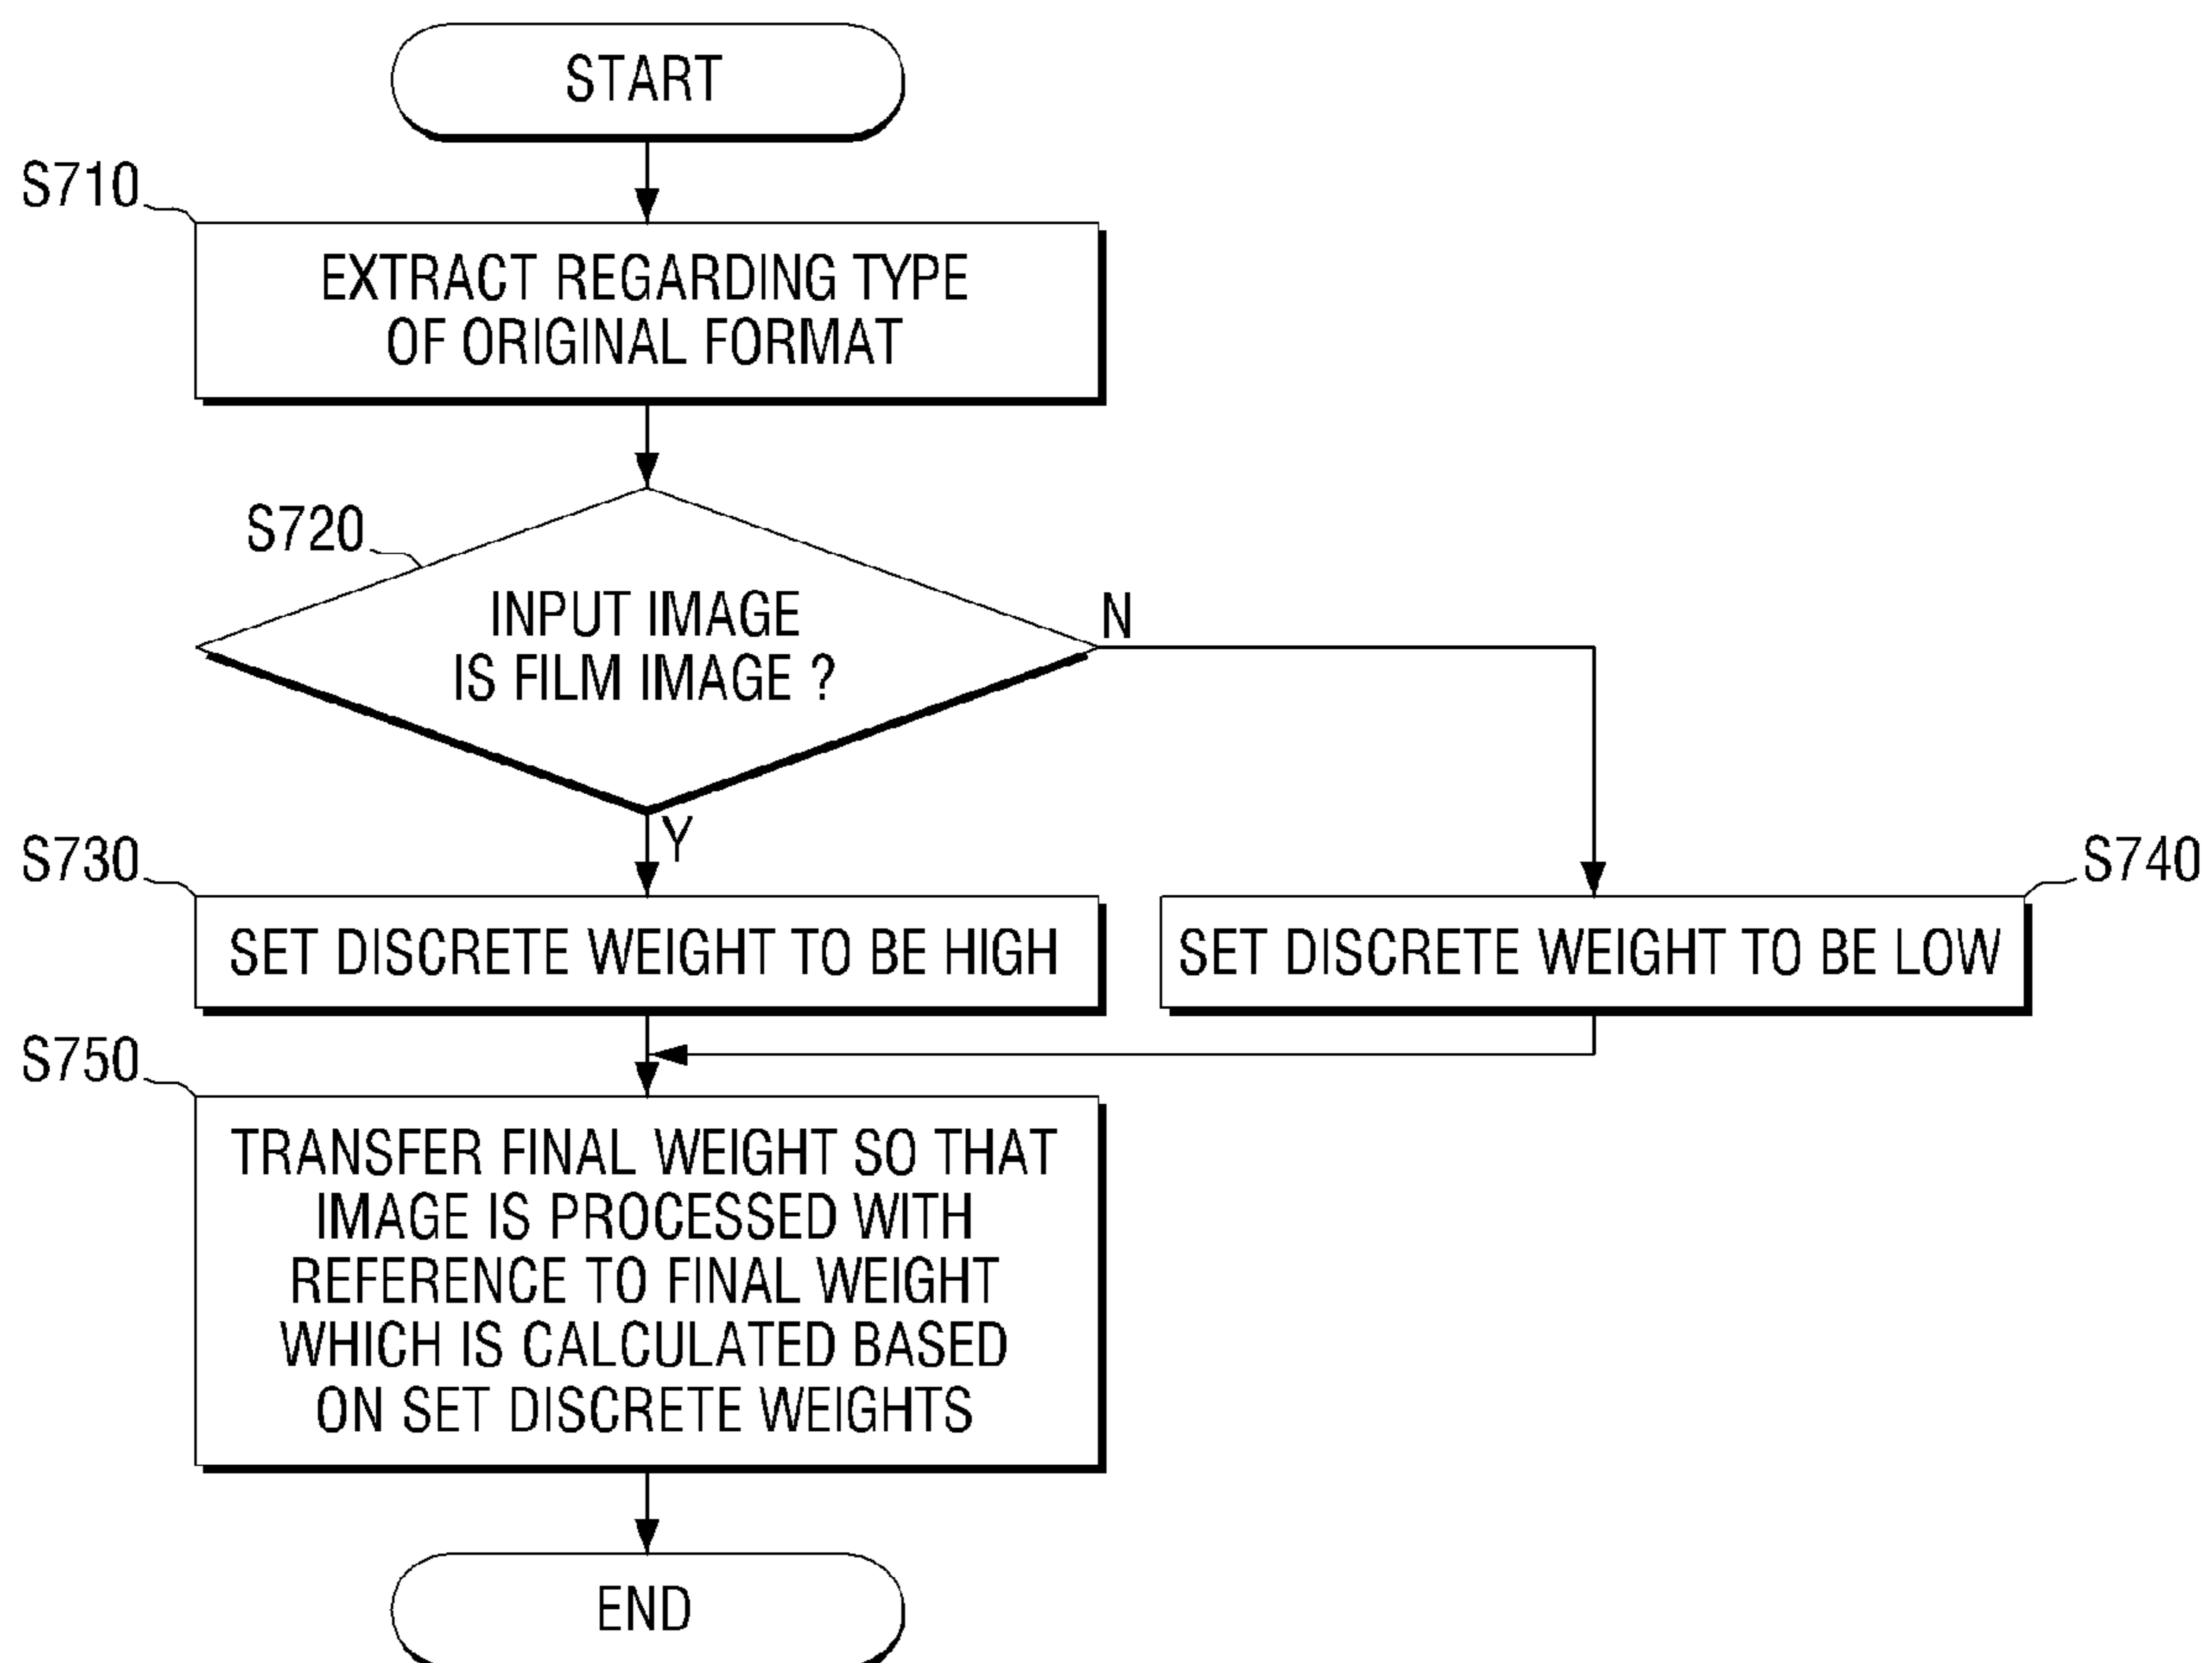 START
S710
EXTRACT REGARDING TYPE
OF ORIGINAL FORMAT
S720
INPUT IMAGE
IS FILM IMAGE ?
N
Y
S730
SET DISCRETE WEIGHT TO BE HIGH
S740
SET DISCRETE WEIGHT TO BE LOW
S750
TRANSFER FINAL WEIGHT SO THAT
IMAGE IS PROCESSED WITH
REFERENCE TO FINAL WEIGHT
WHICH IS CALCULATED BASED
ON SET DISCRETE WEIGHTS
END